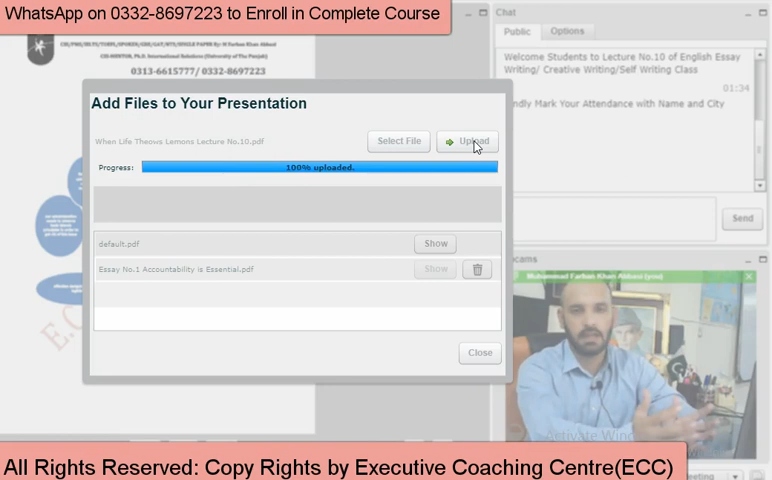 WhatsApp on 0332-8697223 to Enroll in Complete Course
0313-6615777/ 0332-8697223
Add Files to Your Presentation
When Life Theows Lemons Lecture No.10.pdf
Select File
Upload
Progress:
100% uploaded.
default.pdf
Show
Essay No.1 Accountability is Essential.pdf
Show
Close
Chat
Public
Options
Welcome Students to Lecture No.10 of English Essay
Writing/ Creative Writing/Self Writing Class
01:34
ndly Mark Your Attendance with Name and City
Send
cams
Muhammad Farhan Khan Abbasi (you)
Activate Wind
eeting
All Rights Reserved: Copy Rights by Executive Coaching Centre(ECC)